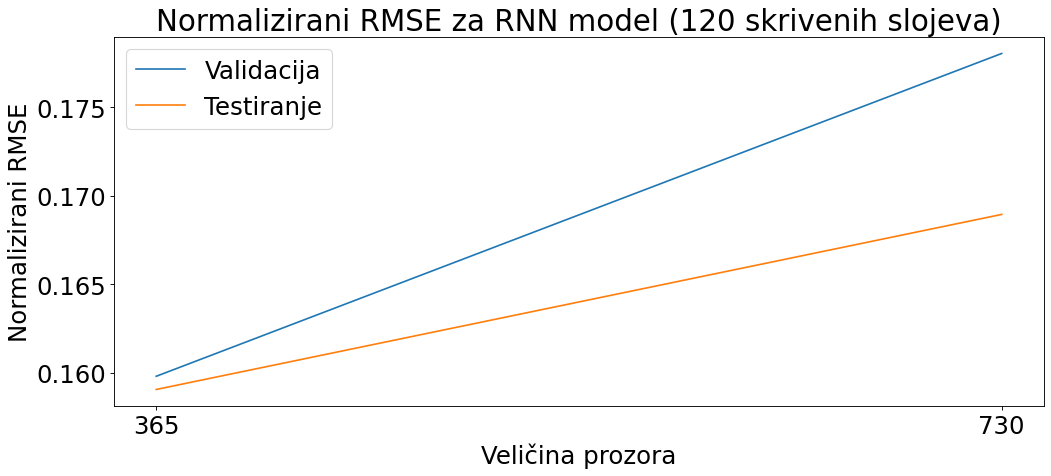 Normalizirani RMSE za RNN model (120 skrivenih slojeva)
Validacija
Testiranje
Normalizirani RMSE
0.175
0.170
0.165
0.160
365
730
Veličina prozora